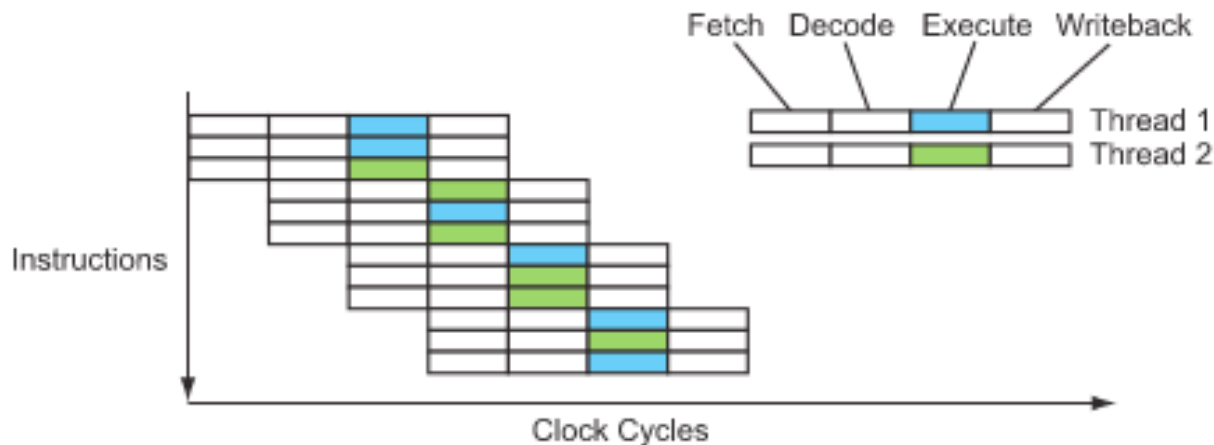 Fetch Decode Execute Writeback
Thread 1
Thread 2
Instructions
Clock Cycles